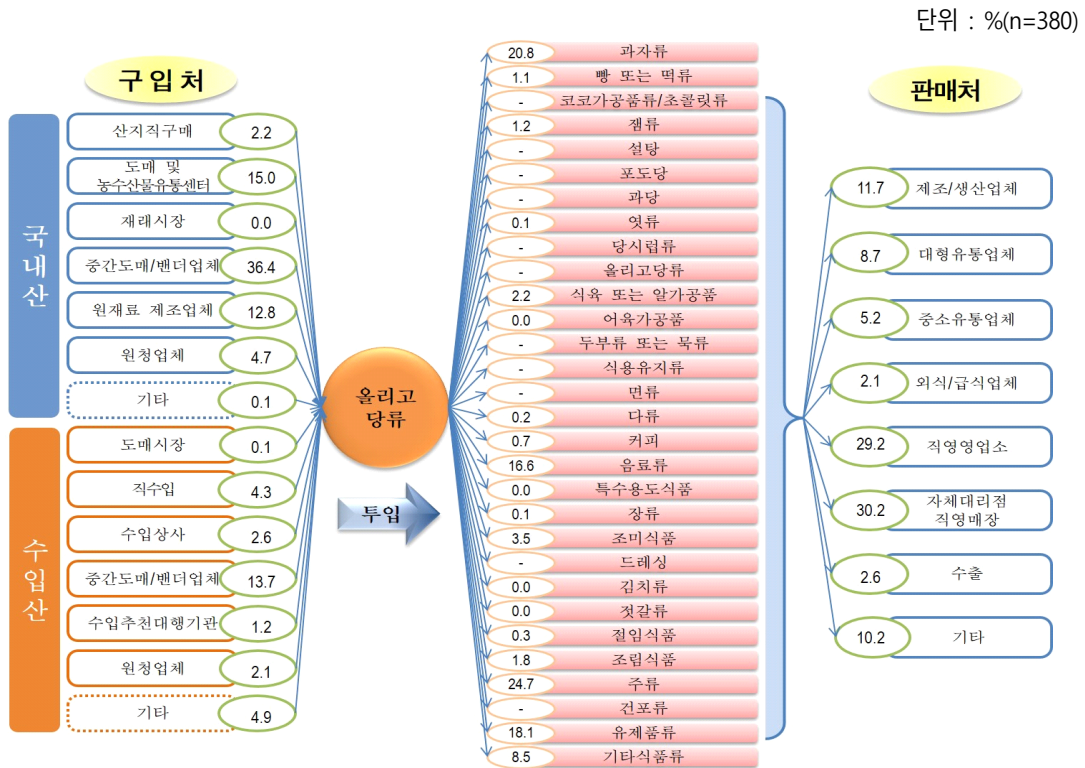 단위 : %(n=380)
구입처
국내산
산지직구매 2.2
도매 및
농수산물유통센터 15.0
재래시장 0.0
중간도매/밴더업체 36.4
원재료 제조업체 12.8
원청업체 4.7
기타 0.1
수입산
도매시장 0.1
직수입 4.3
수입상사 2.6
중간도매/밴더업체 13.7
수입추천대행기관 1.2
원청업체 2.1
기타 4.9
올리고
당류
투입
20.8 과자류
1.1 빵 또는 떡류
- 코코가공품류/초콜릿류
1.2 잼류
- 설탕
- 포도당
- 과당
0.1 엿류
- 당시럽류
- 올리고당류
2.2 식육 또는 알가공품
0.0 어육가공품
- 두부류 또는 묵류
- 식용유지류
- 면류
0.2 다류
0.7 커피
16.6 음료류
0.0 특수용도식품
0.1 장류
3.5 조미식품
- 드레싱
0.0 김치류
0.0 젓갈류
0.3 절임식품
1.8 조림식품
24.7 주류
- 건포류
18.1 유제품류
8.5 기타식품류
판매처
11.7 제조/생산업체
8.7 대형유통업체
5.2 중소유통업체
2.1 외식/급식업체
29.2 직영영업소
30.2 자체대리점
직영매장
2.6 수출
10.2 기타